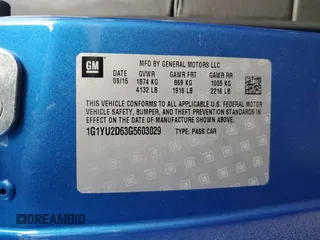 GM
MFD BY GENERAL MOTORS LLC
DATE GVWR GAWR FRT GAWR RR
09/15 1874 KG 869 KG 1005 KG
4132 LB 1916 LB 2216 LB
THIS VEHICLE CONFORMS TO ALL APPLICABLE U.S. FEDERAL MOTOR
VEHICLE SAFETY, BUMPER, AND THEFT PREVENTION STANDARDS IN
EFFECT ON THE DATE OF MANUFACTURE SHOWN ABOVE.
1G1YU2D63G5603029 TYPE: PASS CAR
DREAMBID